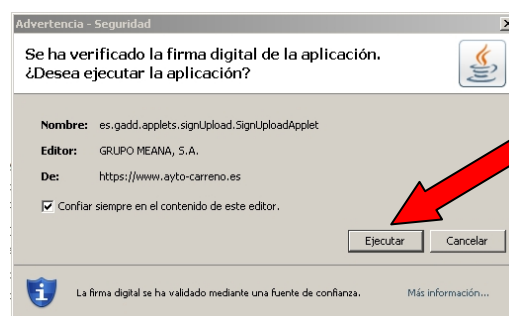 Advertencia - Seguridad
Se ha verificado la firma digital de la aplicación.
¿Desea ejecutar la aplicación?
Nombre: es.gadd.applets.signUpload.SignUploadApplet
Editor: GRUPO MEANA, S.A.
De: https://www.ayto-carreno.es
Confiar siempre en el contenido de este editor.
Ejecutar Cancelar
La firma digital se ha validado mediante una fuente de confianza. Más información...